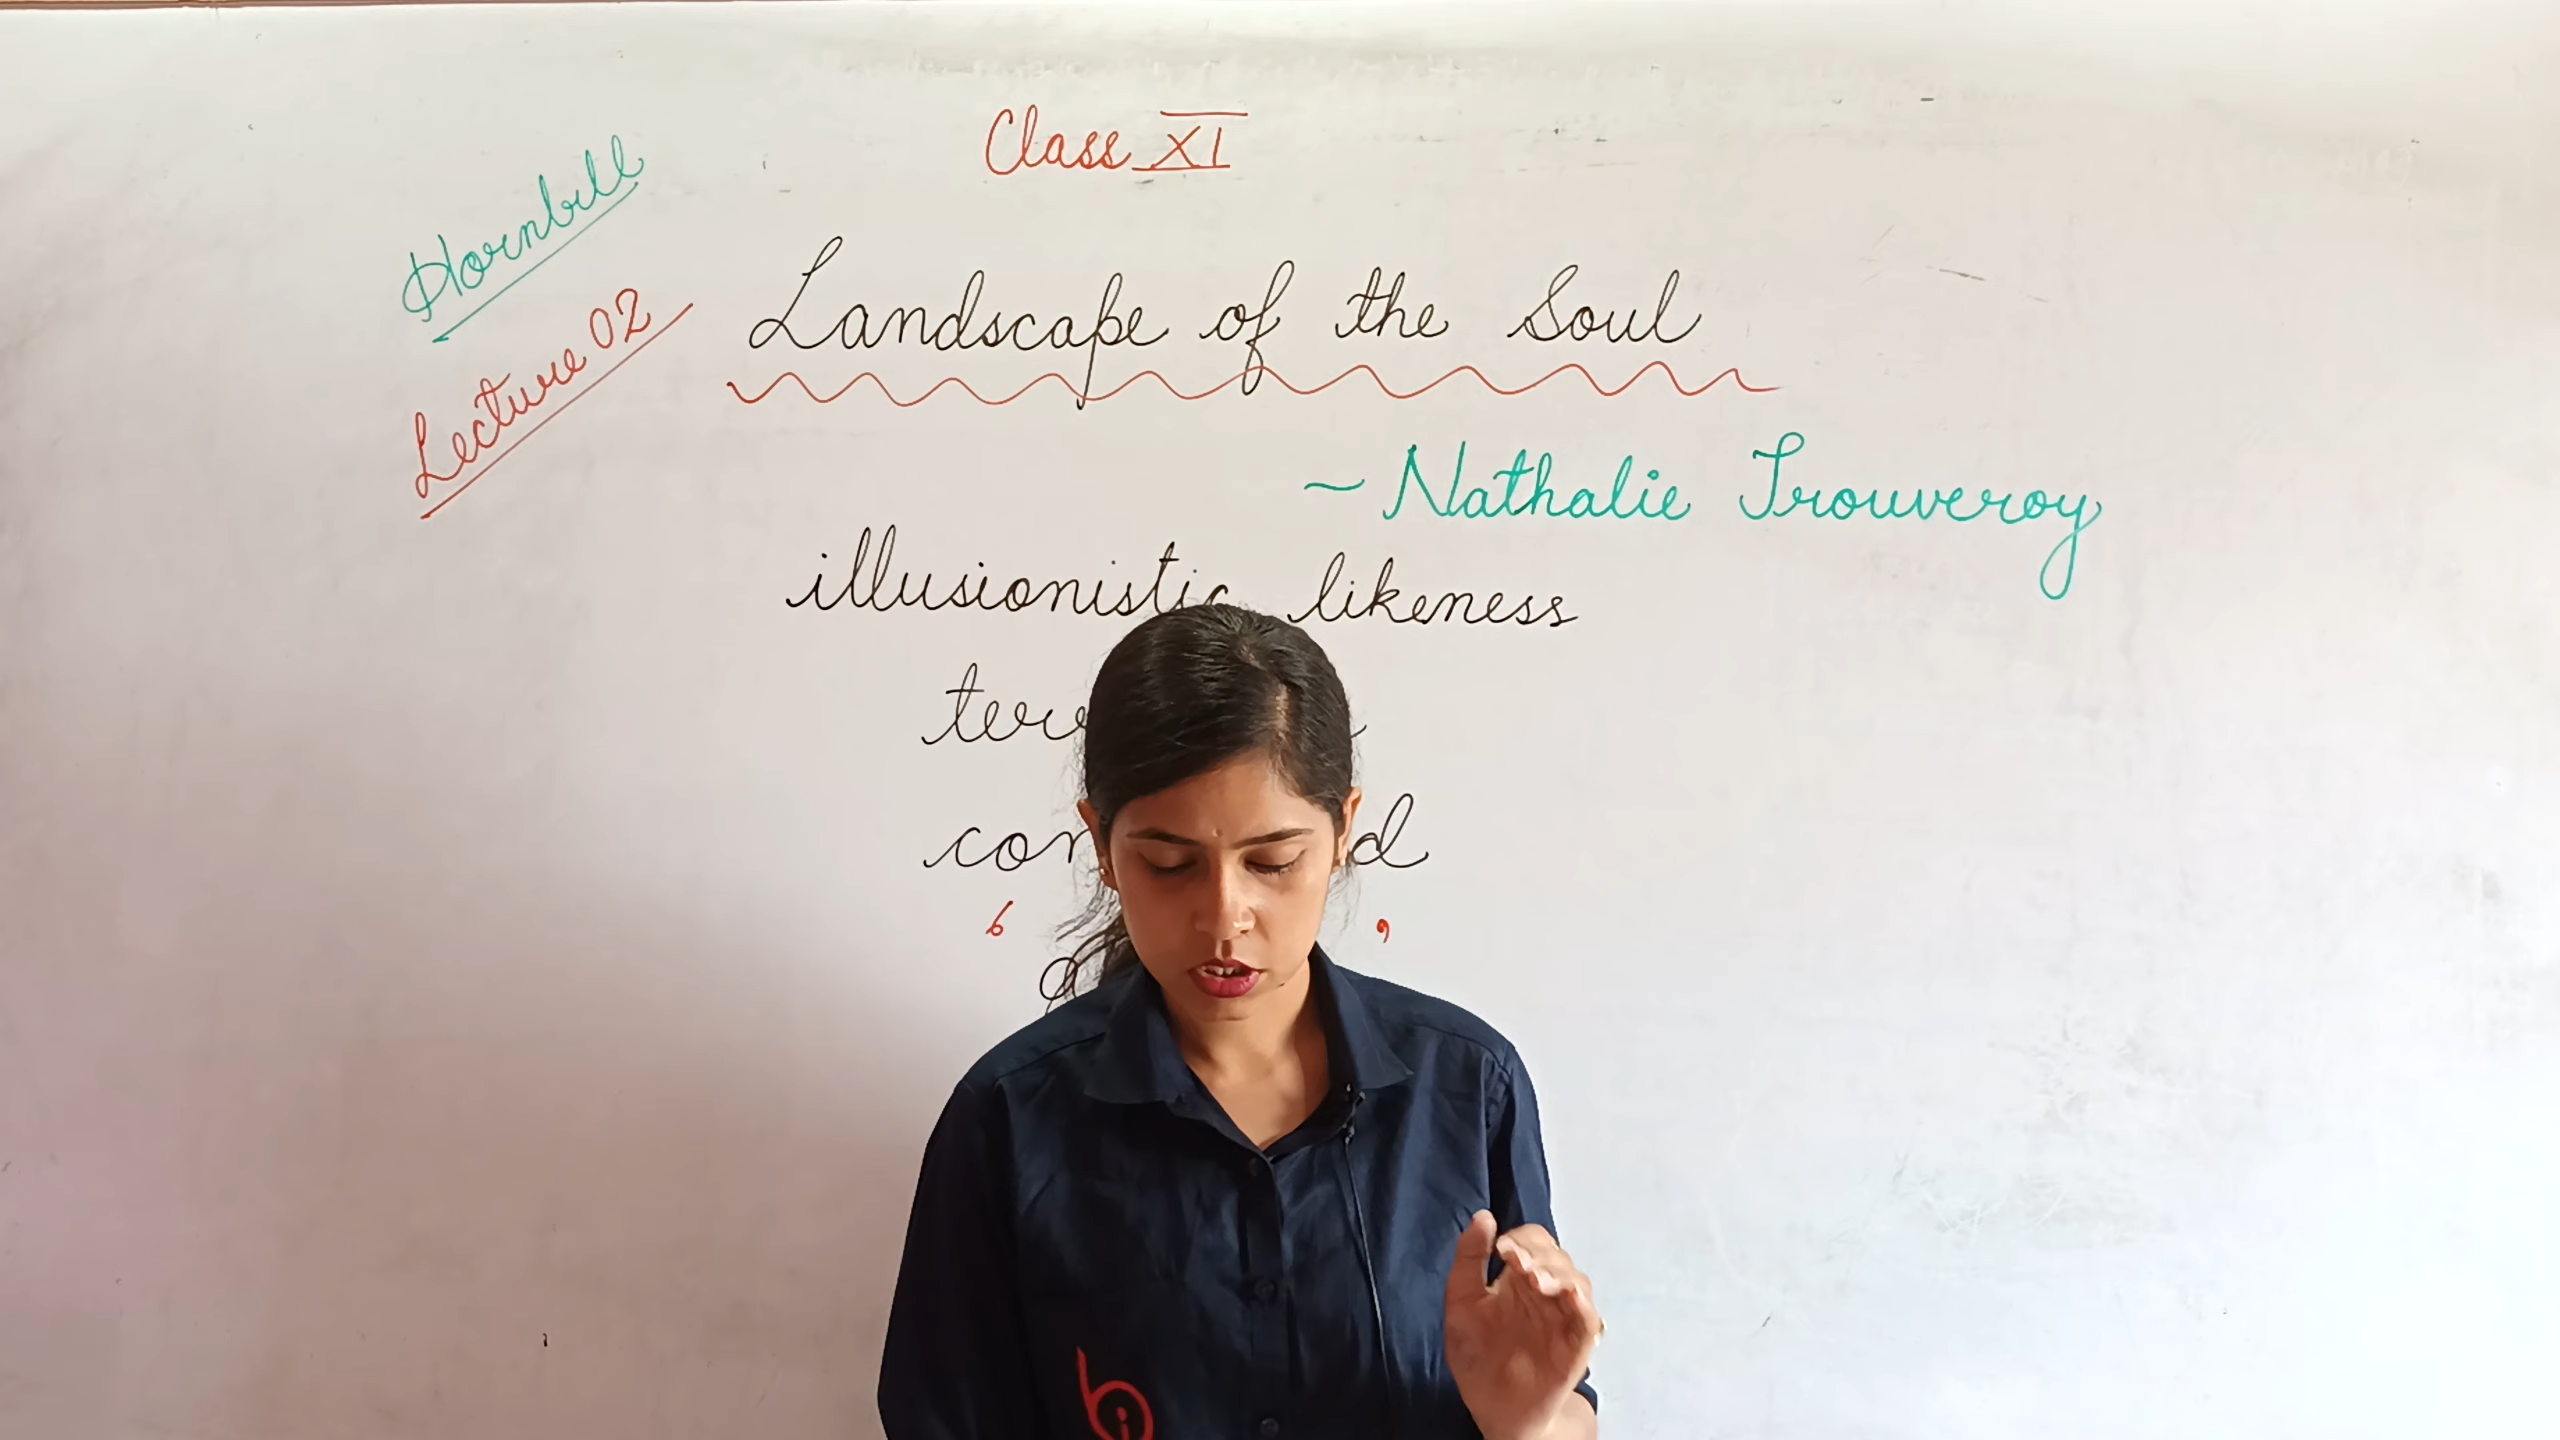 Class XI
Hornbill
Lecture 02
Landscape of the Soul
~ Nathalie Trouveroy
illusionistic likeness